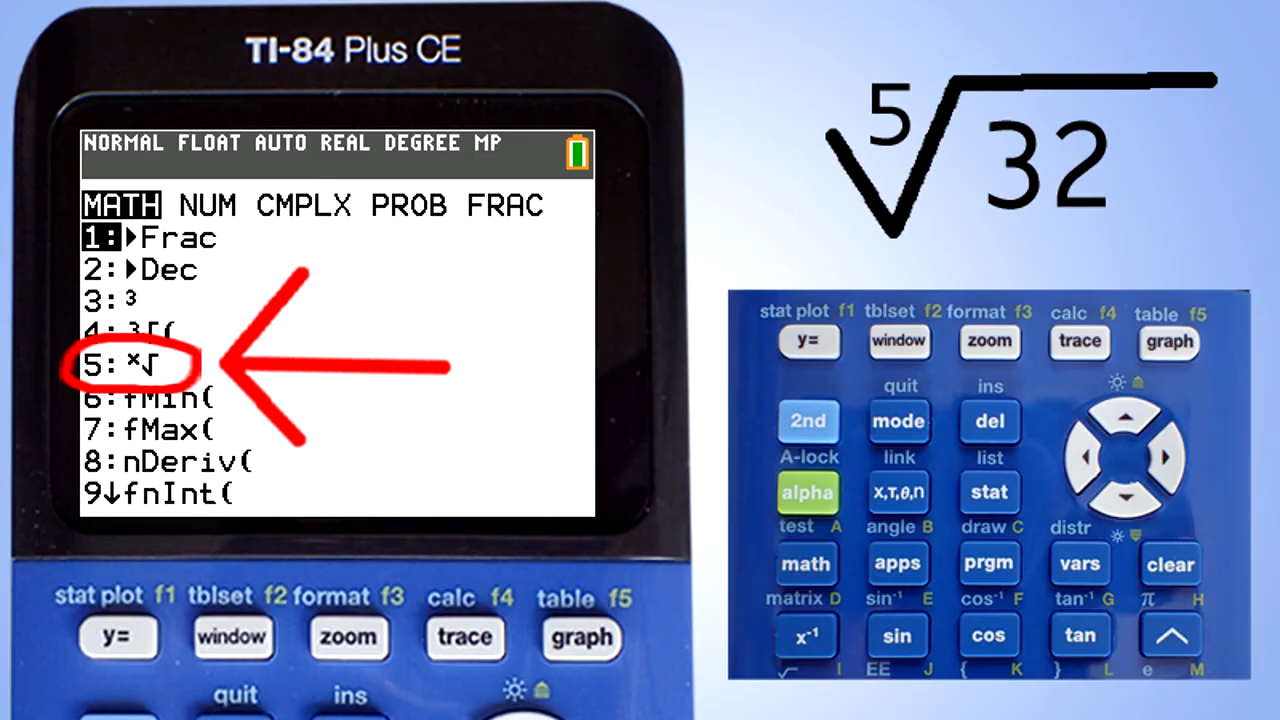 TI-84 Plus CE
NORMAL FLOAT AUTO REAL DEGREE MP
MATH NUM CMPLX PROB FRAC
1:▶Frac
2:▶Dec
3:³
4:³√(
5:ˣ√
6:fMin(
7:fMax(
8:nDeriv(
9↓fnInt(
stat plot f1 tblset f2 format f3 calc f4 table f5
y= window zoom trace graph
quit ins
5√32
stat plot f1 tblset f2 format f3 calc f4 table f5
y= window zoom trace graph
quit ins
2nd mode del
A-lock link list
alpha X,T,θ,n stat
test A angle B draw C distr
math apps prgm vars clear
matrix D sin⁻¹ E cos⁻¹ F tan⁻¹ G π H
x⁻¹ sin cos tan ^
√ I EE J { K } L e M